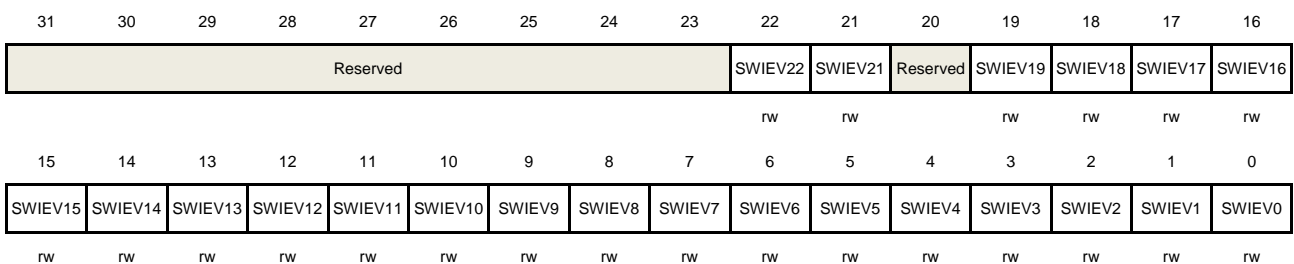 31 30 29 28 27 26 25 24 23 22 21 20 19 18 17 16
Reserved SWIEV22 SWIEV21 Reserved SWIEV19 SWIEV18 SWIEV17 SWIEV16
rw rw rw rw rw rw
15 14 13 12 11 10 9 8 7 6 5 4 3 2 1 0
SWIEV15 SWIEV14 SWIEV13 SWIEV12 SWIEV11 SWIEV10 SWIEV9 SWIEV8 SWIEV7 SWIEV6 SWIEV5 SWIEV4 SWIEV3 SWIEV2 SWIEV1 SWIEV0
rw rw rw rw rw rw rw rw rw rw rw rw rw rw rw rw